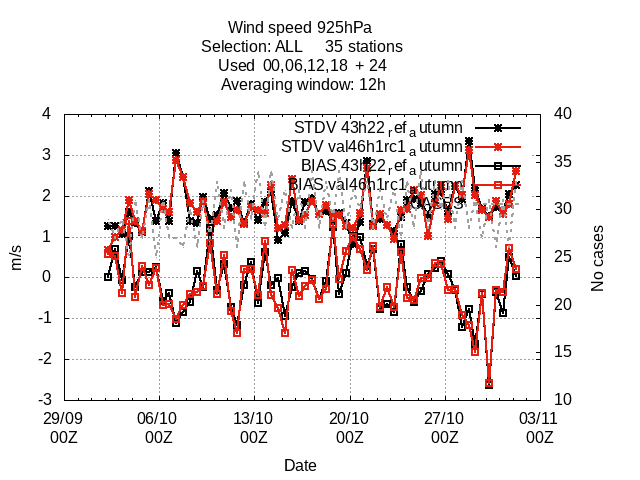 Wind speed 925hPa
Selection: ALL 35 stations
Used 00,06,12,18 + 24
Averaging window: 12h
4 40
STDV 43h22_ref_autumn
STDV val46h1rc1_autumn
3 35
BIAS 43h22_ref_autumn
BIAS val46h1rc1_autumn
2 30
CASES
1 25
m/s
No cases
0 20
-1
-2 15
-3 10
29/09 06/10 13/10 20/10 27/10 03/11
00Z 00Z 00Z 00Z 00Z 00Z
Date